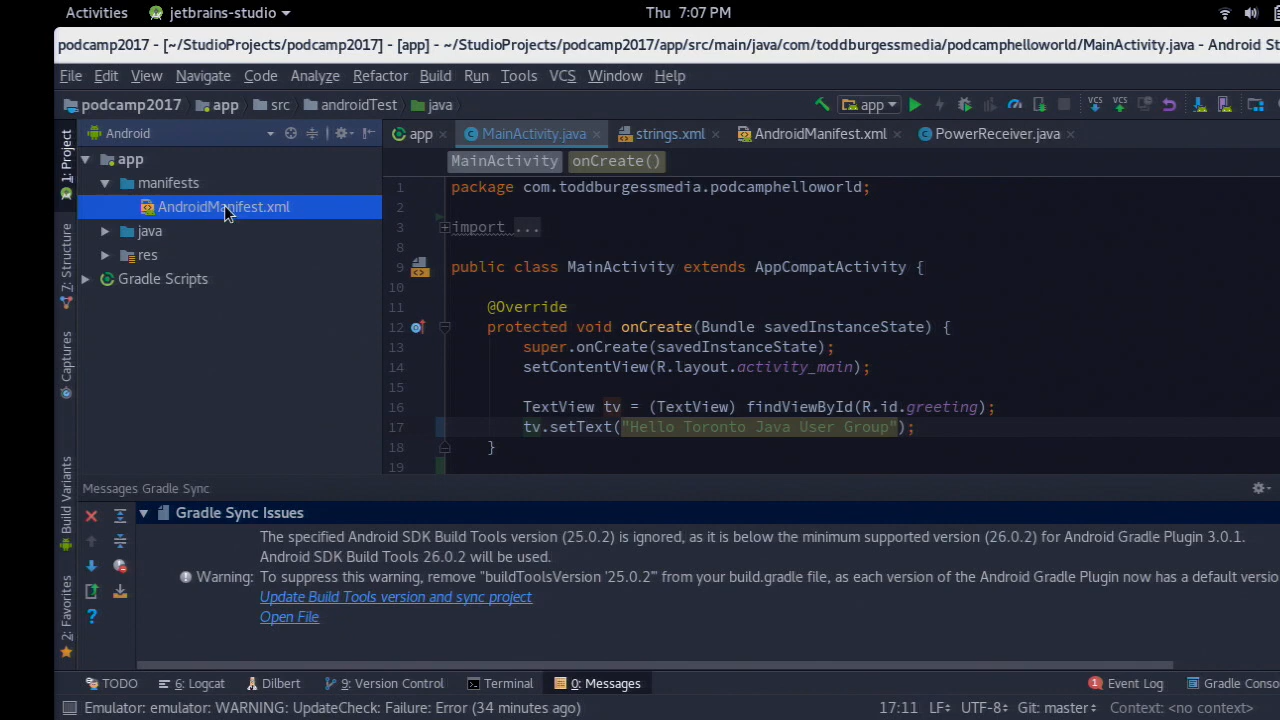 Activities jetbrains-studio Thu 7:07 PM
podcamp2017 - [~/StudioProjects/podcamp2017] - [app] - ~/StudioProjects/podcamp2017/app/src/main/java/com/toddburgessmedia/podcamphelloworld/MainActivity.java - Android St
File Edit View Navigate Code Analyze Refactor Build Run Tools VCS Window Help
podcamp2017 app src androidTest java app VCS VCS
1: Project
7: Structure
Captures
Build Variants
2: Favorites
Android
app
manifests
AndroidManifest.xml
java
res
Gradle Scripts
app MainActivity.java strings.xml AndroidManifest.xml PowerReceiver.java
MainActivity onCreate()
1 package com.toddburgessmedia.podcamphelloworld;
2
3 import ...
8
9 public class MainActivity extends AppCompatActivity {
10
11 @Override
12 protected void onCreate(Bundle savedInstanceState) {
13 super.onCreate(savedInstanceState);
14 setContentView(R.layout.activity_main);
15
16 TextView tv = (TextView) findViewById(R.id.greeting);
17 tv.setText("Hello Toronto Java User Group");
18 }
19
Messages Gradle Sync
Gradle Sync Issues
The specified Android SDK Build Tools version (25.0.2) is ignored, as it is below the minimum supported version (26.0.2) for Android Gradle Plugin 3.0.1.
Android SDK Build Tools 26.0.2 will be used.
Warning: To suppress this warning, remove "buildToolsVersion '25.0.2'" from your build.gradle file, as each version of the Android Gradle Plugin now has a default versio
Update Build Tools version and sync project
Open File
TODO 6: Logcat Dilbert 9: Version Control Terminal 0: Messages 1 Event Log Gradle Conso
Emulator: emulator: WARNING: UpdateCheck: Failure: Error (34 minutes ago) 17:11 LF÷ UTF-8÷ Git: master÷ Context: <no context>